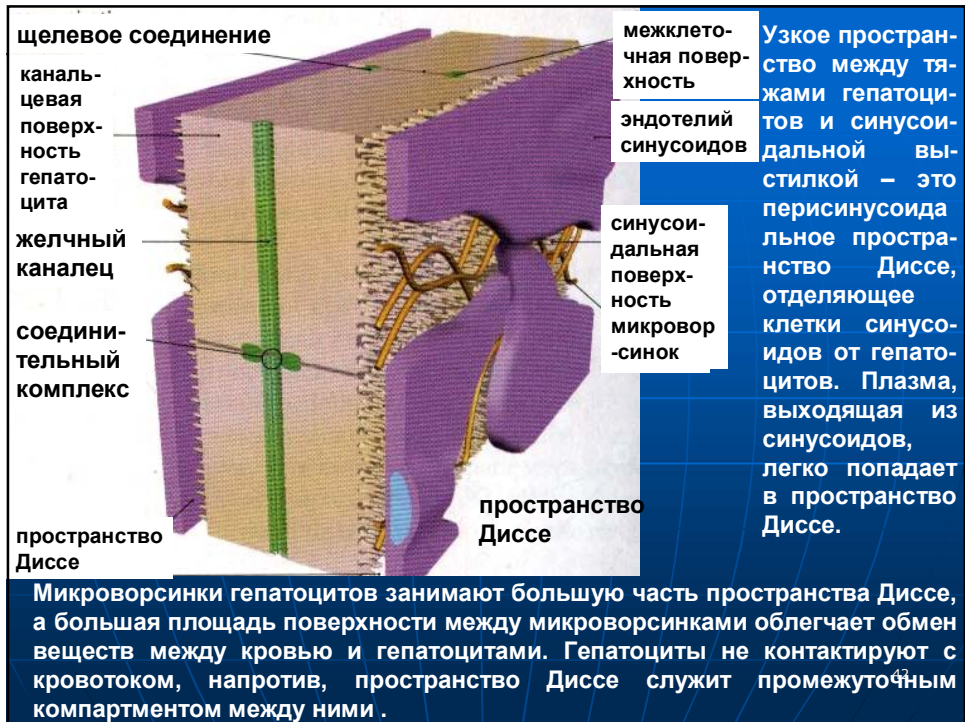 щелевое соединение
каналь-
цевая
поверх-
ность
гепато-
цита
желчный
каналец
соедини-
тельный
комплекс
пространство
Диссе
межклето-
чная повер-
хность
эндотелий
синусоидов
синусои-
дальная
поверх-
ность
микровор
-синок
пространство
Диссе
Узкое простран-
ство между тя-
жами гепатоци-
тов и синусои-
дальной вы-
стилкой – это
перисинусоида
льное простра-
нство Диссе,
отделяющее
клетки синусо-
идов от гепато-
цитов. Плазма,
выходящая из
синусоидов,
легко попадает
в пространство
Диссе.
Микроворсинки гепатоцитов занимают большую часть пространства Диссе,
а большая площадь поверхности между микроворсинками облегчает обмен
веществ между кровью и гепатоцитами. Гепатоциты не контактируют с
кровотоком, напротив, пространство Диссе служит промежуточным
компартментом между ними .